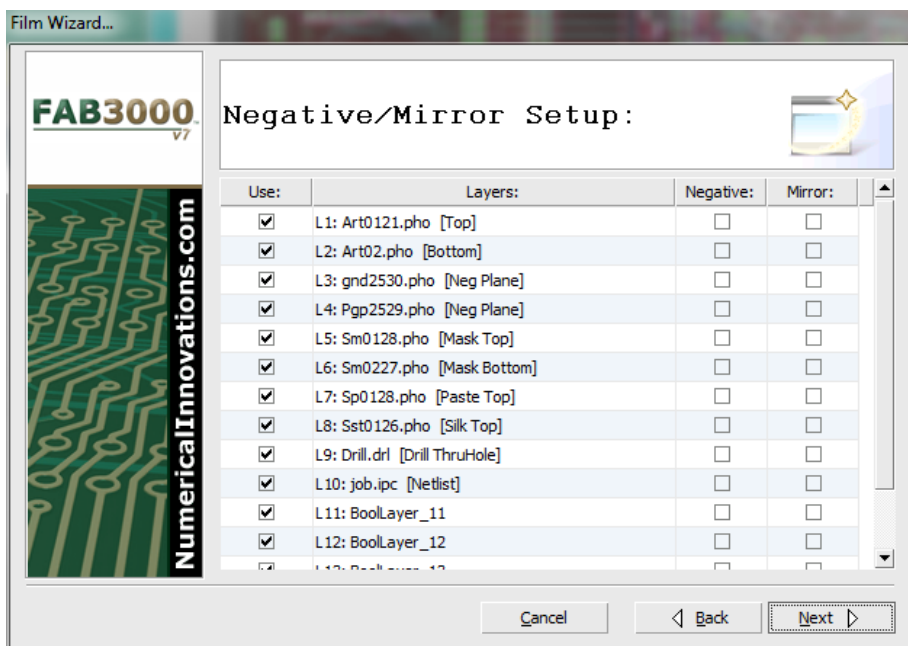 Film Wizard...
FAB3000
v7
NumericalInnovations.com
Negative/Mirror Setup:
Use: Layers: Negative: Mirror:
L1: Art0121.pho [Top]
L2: Art02.pho [Bottom]
L3: gnd2530.pho [Neg Plane]
L4: Pgp2529.pho [Neg Plane]
L5: Sm0128.pho [Mask Top]
L6: Sm0227.pho [Mask Bottom]
L7: Sp0128.pho [Paste Top]
L8: Sst0126.pho [Silk Top]
L9: Drill.drl [Drill ThruHole]
L10: job.ipc [Netlist]
L11: BoolLayer_11
L12: BoolLayer_12
Cancel Back Next